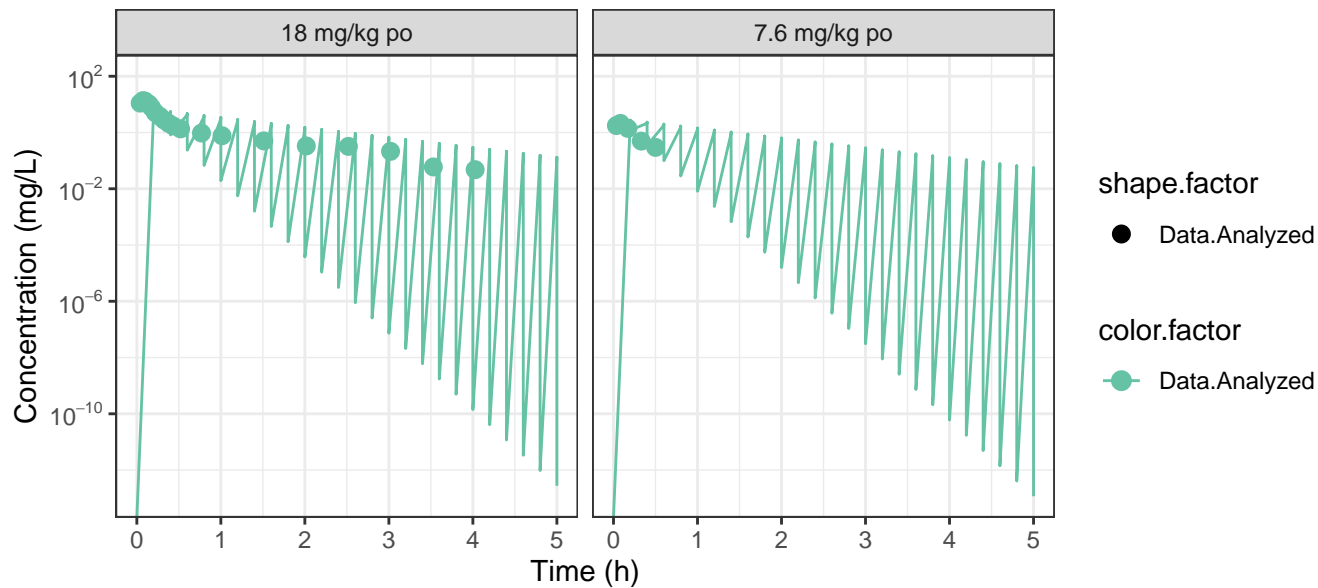 18 mg/kg po
7.6 mg/kg po
Concentration (mg/L)
10²
10⁻²
10⁻⁶
10⁻¹⁰
0 1 2 3 4 5
0 1 2 3 4 5
Time (h)
shape.factor
Data.Analyzed
color.factor
Data.Analyzed